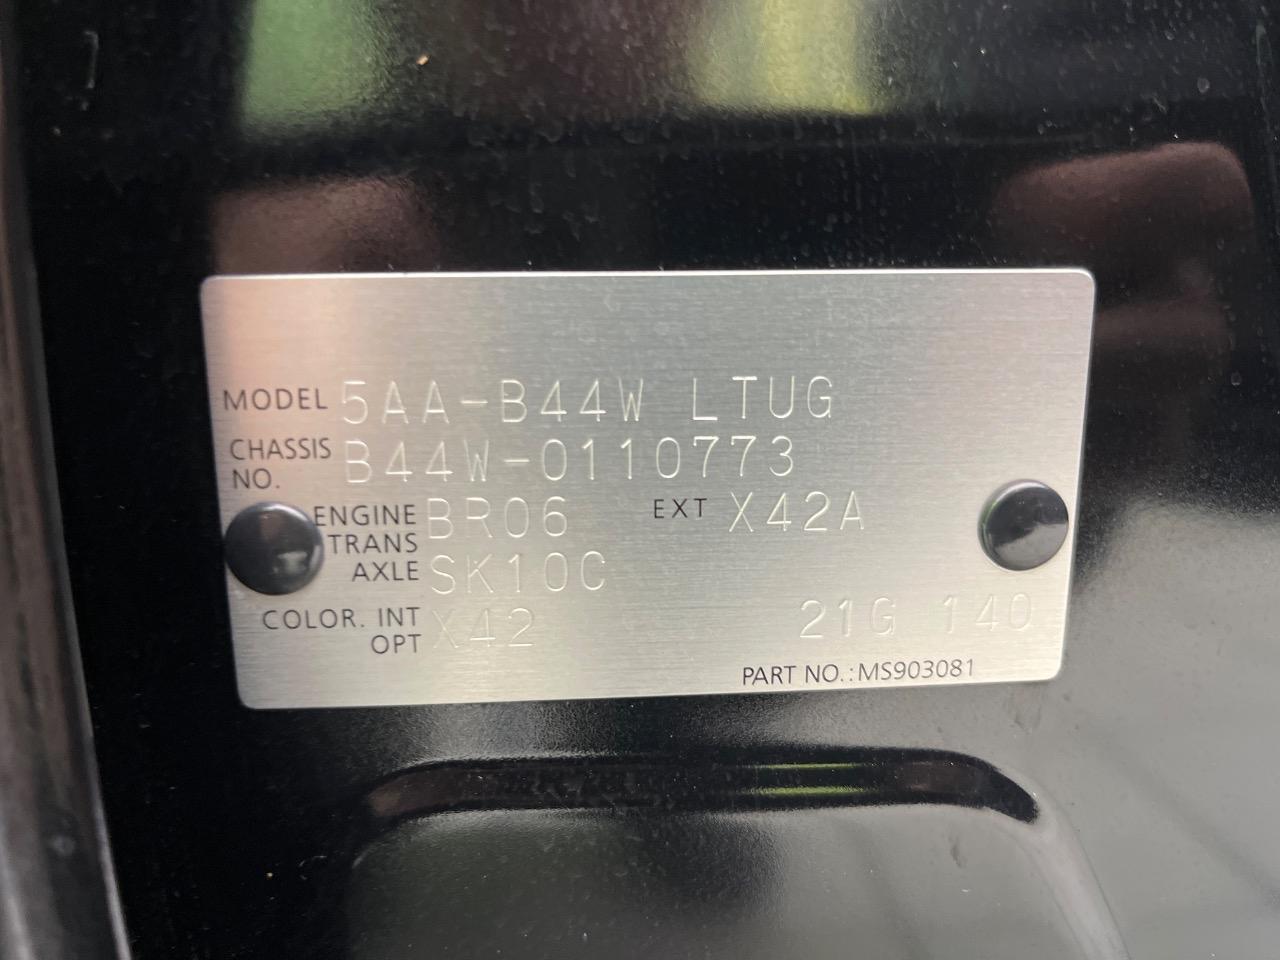 MODEL 5AA-B44W LTUG
CHASSIS NO. B44W-0110773
ENGINE BR06 EXT X42A
TRANS AXLE SK10C
COLOR. INT OPT X42 21G 140
PART NO.:MS903081